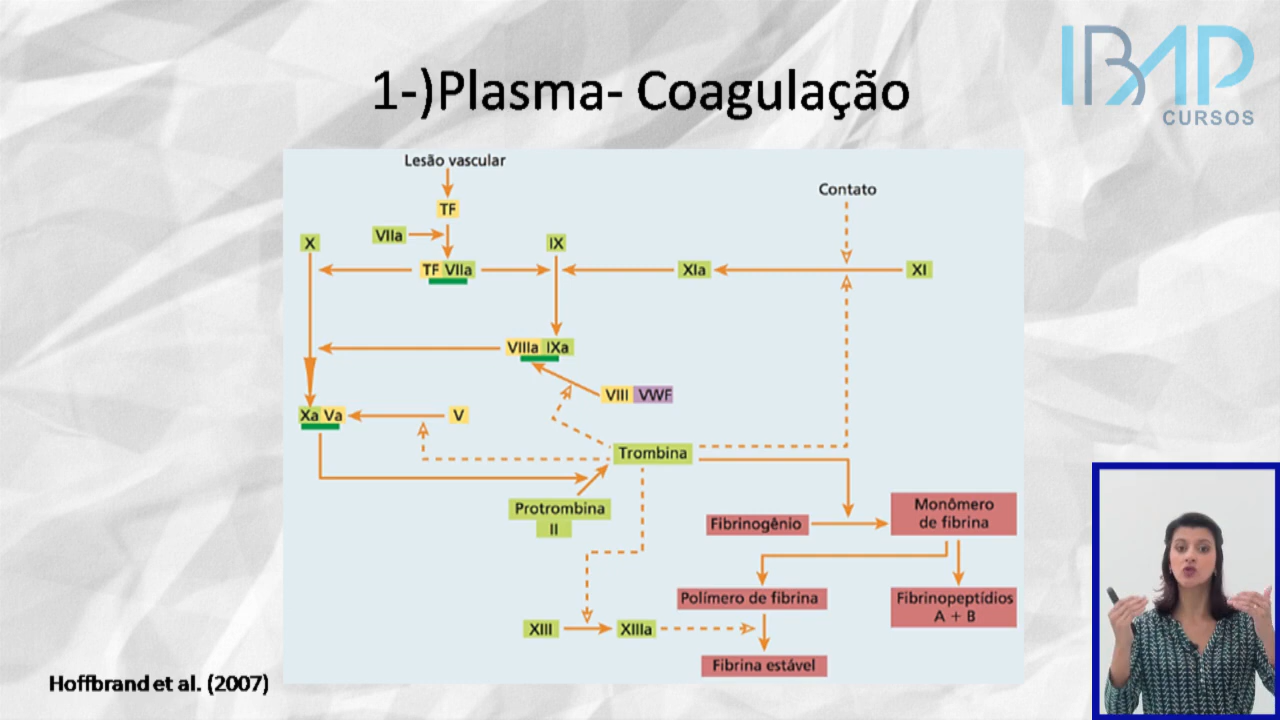 IBAP
CURSOS
1-)Plasma- Coagulação
Lesão vascular
Contato
TF
VIIa
X
IX
TF VIIa
XIa
XI
VIIIa IXa
VIII VWF
Xa Va
V
Trombina
Protrombina
II
Fibrinogênio
Monômero
de fibrina
Polímero de fibrina
Fibrinopeptídios
A + B
XIII
XIIIa
Fibrina estável
Hoffbrand et al. (2007)